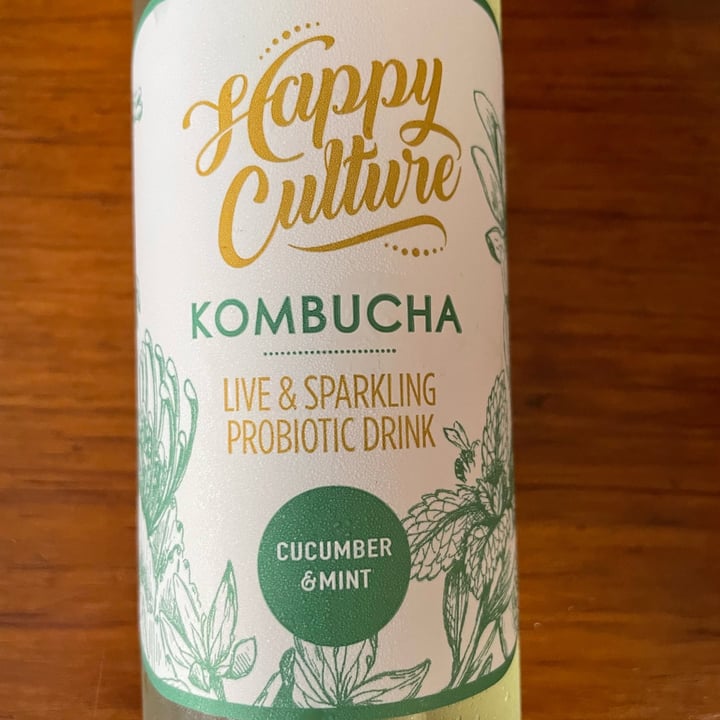 Happy
Culture
KOMBUCHA
LIVE & SPARKLING
PROBIOTIC DRINK
CUCUMBER
&MINT